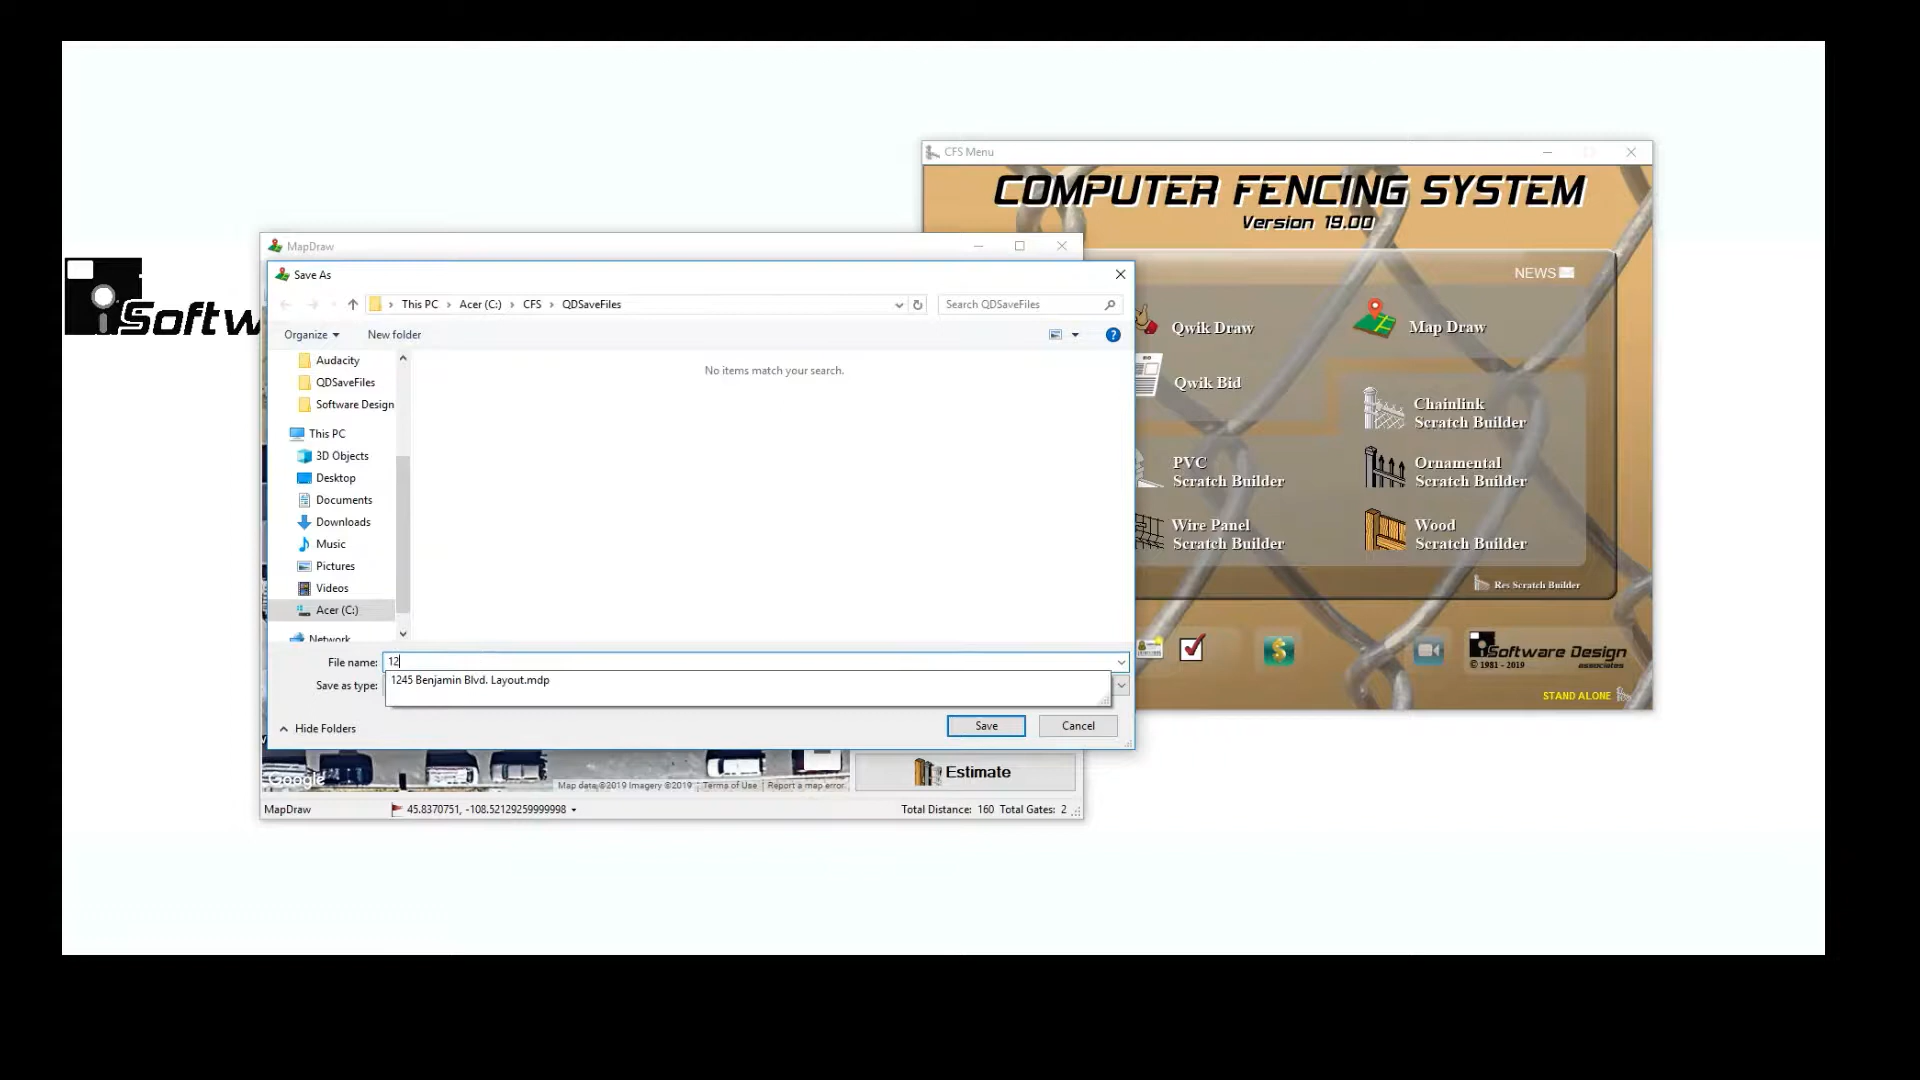 CFS Menu
COMPUTER FENCING SYSTEM
Version 19.00
NEWS
Qwik Draw
Map Draw
Qwik Bid
Chainlink
Scratch Builder
PVC
Scratch Builder
Ornamental
Scratch Builder
Wire Panel
Scratch Builder
Wood
Scratch Builder
Res Scratch Builder
Software Design
© 1981 - 2019 associates
STAND ALONE
Softw
MapDraw
Save As
This PC > Acer (C:) > CFS > QDSaveFiles
Search QDSaveFiles
Organize
New folder
Audacity
QDSaveFiles
Software Design
This PC
3D Objects
Desktop
Documents
Downloads
Music
Pictures
Videos
Acer (C:)
Network
No items match your search.
File name: 12
1245 Benjamin Blvd. Layout.mdp
Save as type:
Hide Folders
Save
Cancel
Google
Map data ©2019 Imagery ©2019
Terms of Use
Report a map error
Estimate
MapDraw
45.8370751, -108.52129259999998
Total Distance: 160 Total Gates: 2